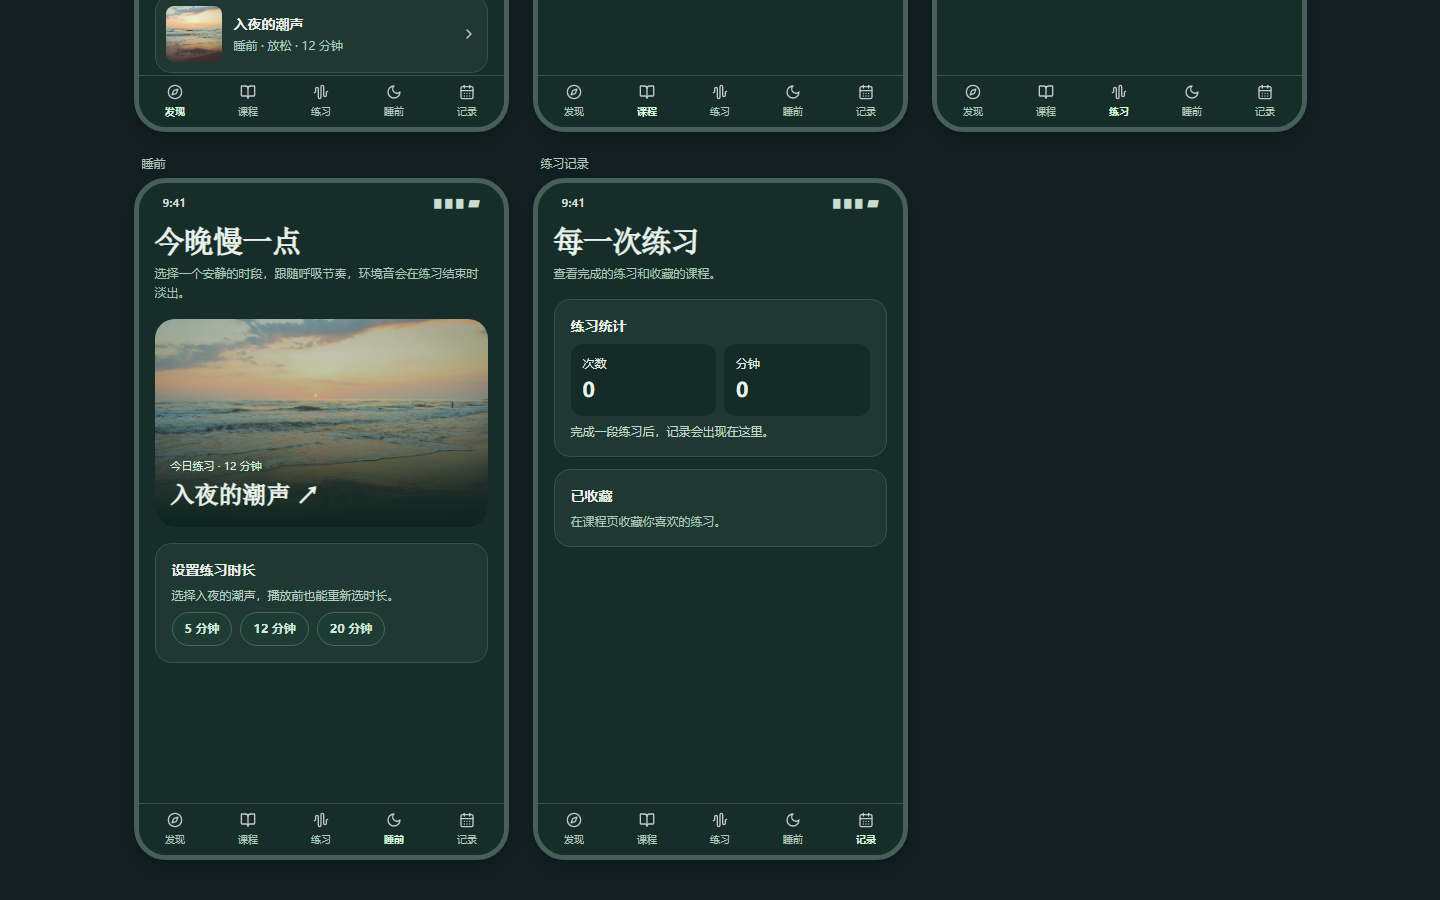 入夜的潮声
睡前 · 放松 · 12 分钟
发现
课程
练习
睡前
记录
发现
课程
练习
睡前
记录
发现
课程
练习
睡前
记录
睡前
9:41
今晚慢一点
选择一个安静的时段，跟随呼吸节奏，环境音会在练习结束时
淡出。
今日练习 · 12 分钟
入夜的潮声 ↗
设置练习时长
选择入夜的潮声，播放前也能重新选时长。
5 分钟
12 分钟
20 分钟
发现
课程
练习
睡前
记录
练习记录
9:41
每一次练习
查看完成的练习和收藏的课程。
练习统计
次数
0
分钟
0
完成一段练习后，记录会出现在这里。
已收藏
在课程页收藏你喜欢的练习。
发现
课程
练习
睡前
记录